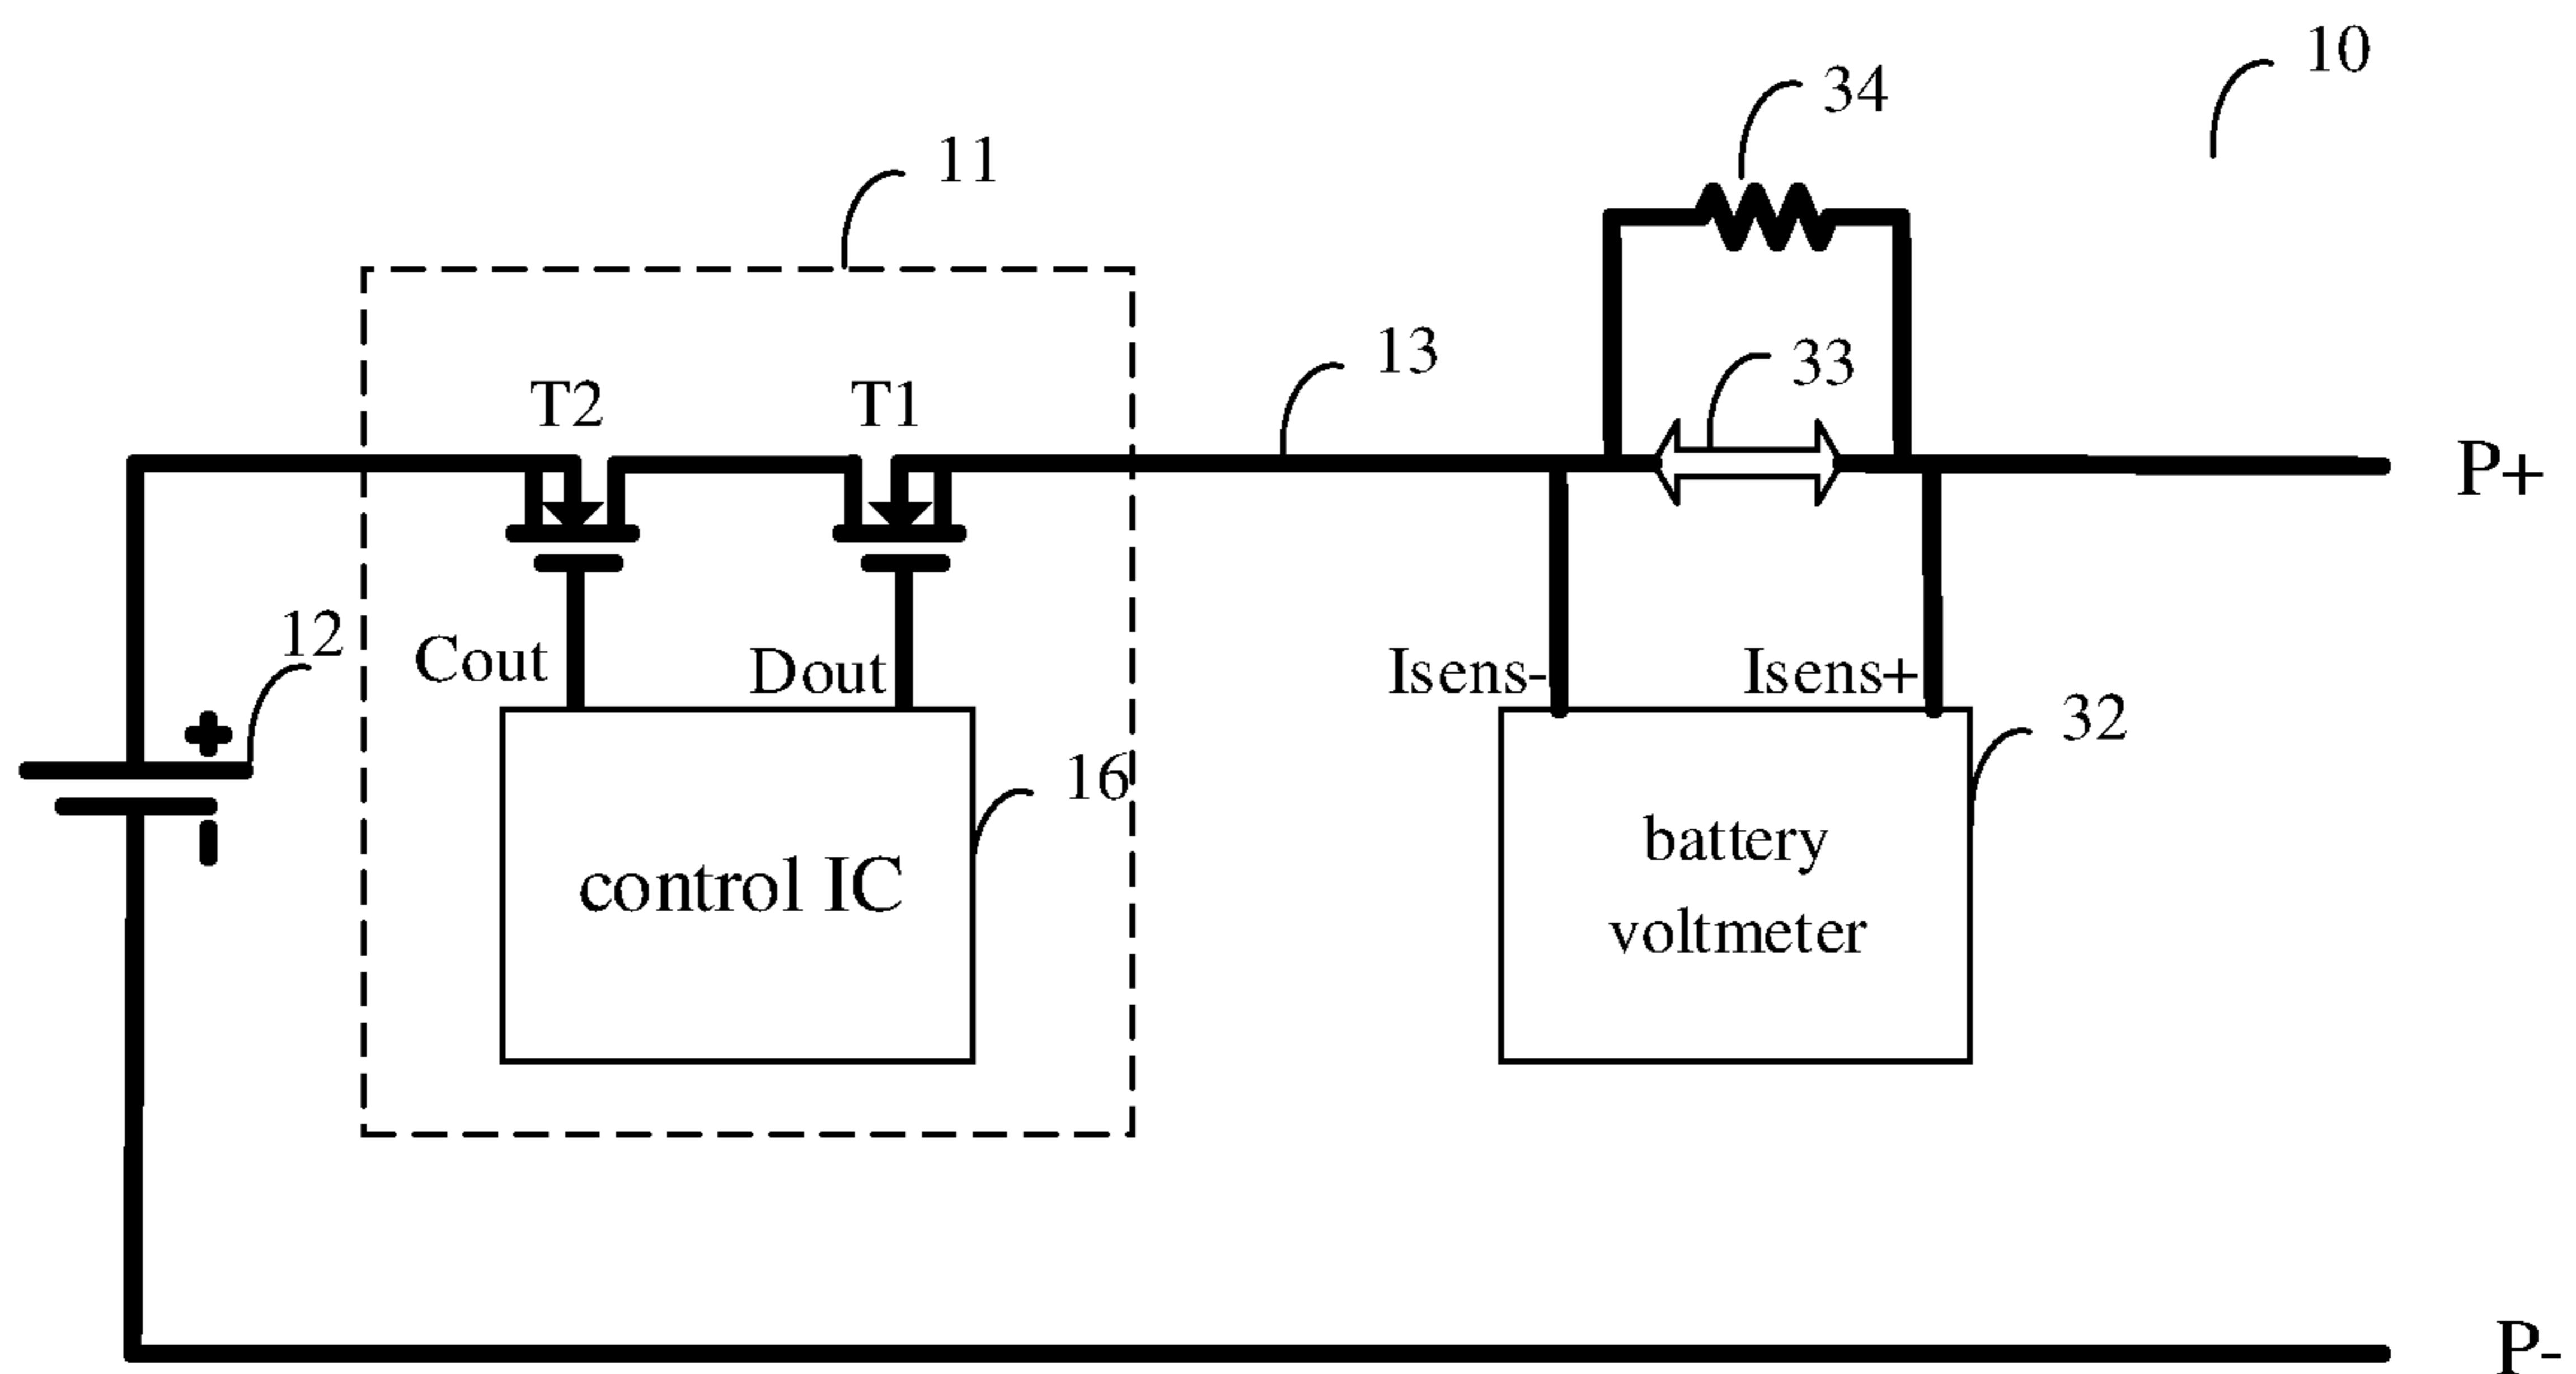 10
34
11
13
33
T2
T1
P+
12
Cout
Dout
Isens-
Isens+
32
16
battery
voltmeter
control IC
P-